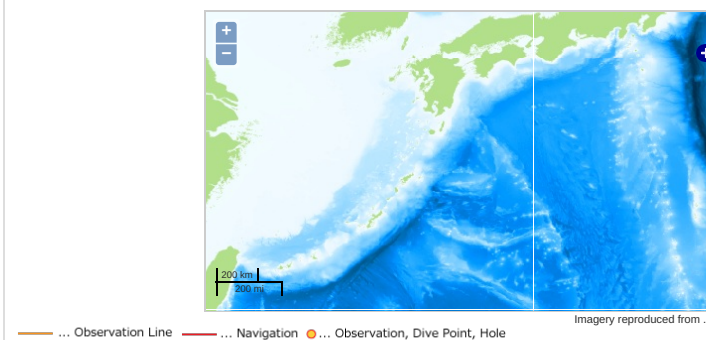 +
−
200 km
200 mi
Imagery reproduced from .
... Observation Line ... Navigation ... Observation, Dive Point, Hole